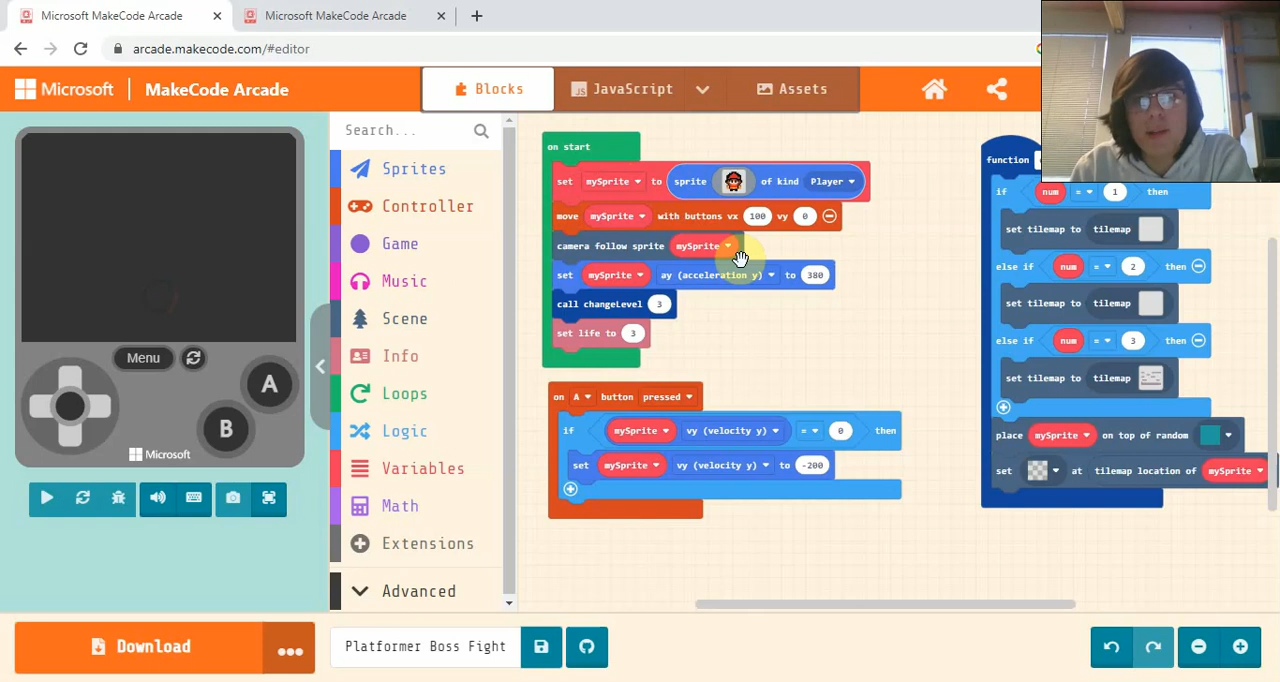 Microsoft MakeCode Arcade
Microsoft MakeCode Arcade
arcade.makecode.com/#editor
Microsoft
MakeCode Arcade
Blocks
JavaScript
Assets
Search...
Sprites
Controller
Game
Music
Scene
Info
Loops
Logic
Variables
Math
Extensions
Advanced
Menu
A
B
Microsoft
on start
set mySprite to sprite of kind Player
move mySprite with buttons vx 100 vy 0
camera follow sprite mySprite
set mySprite ay (acceleration y) to 380
call changeLevel 3
set life to 3
on A button pressed
if mySprite vy (velocity y) = 0 then
set mySprite vy (velocity y) to -200
function
if num = 1 then
set tilemap to tilemap
else if num = 2 then
set tilemap to tilemap
else if num = 3 then
set tilemap to tilemap
place mySprite on top of random
set at tilemap location of mySprite
Download
Platformer Boss Fight